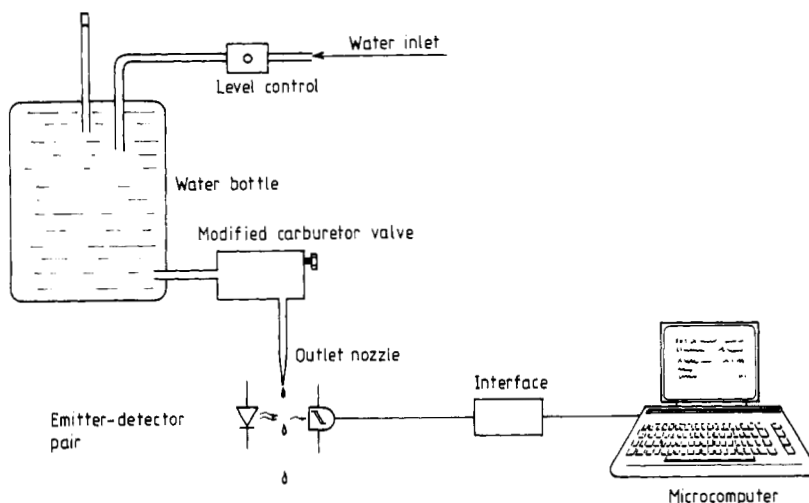 Water inlet
Level control
Water bottle
Modified carburetor valve
Outlet nozzle
Interface
Emitter-detector
pair
Microcomputer